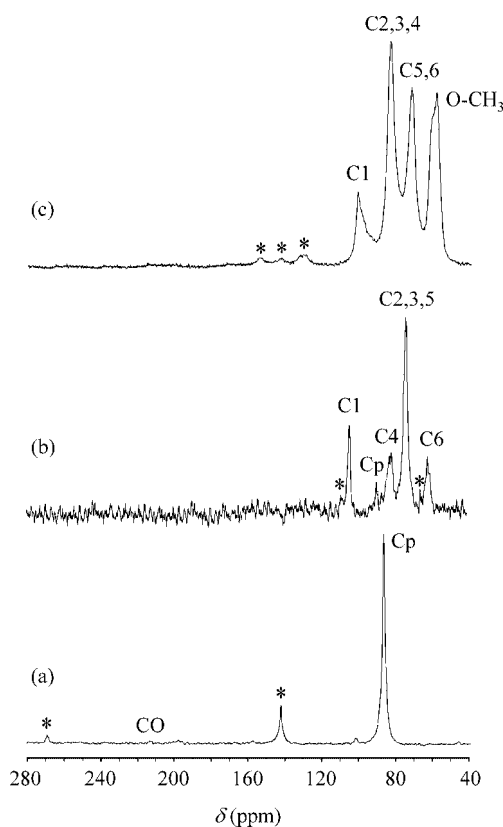 C2,3,4
C5,6
O-CH3
C1
(c)
* * *
C2,3,5
C1
C4
C6
Cp
* *
(b)
Cp
(a)
* CO *
280 240 200 160 120 80 40
δ (ppm)